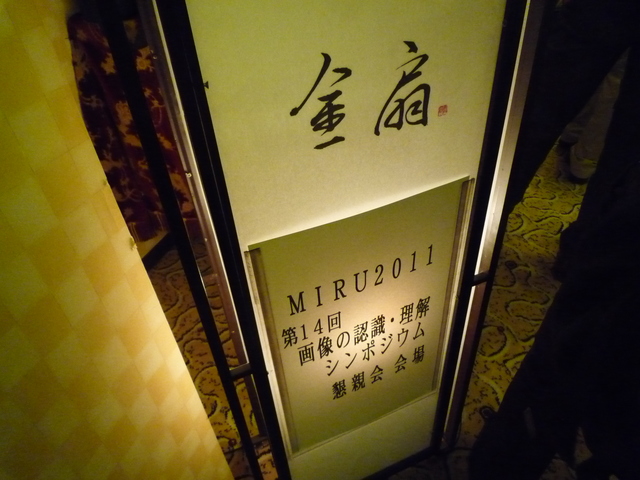 金扇
MIRU2011
第14回
画像の認識・理解
シンポジウム
懇親会 会場